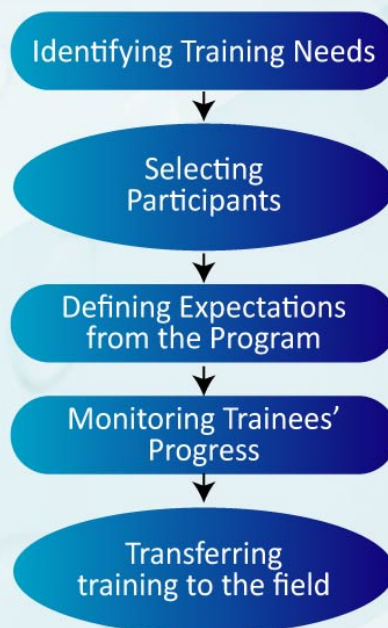 Identifying Training Needs
Selecting
Participants
Defining Expectations
from the Program
Monitoring Trainees'
Progress
Transferring
training to the field